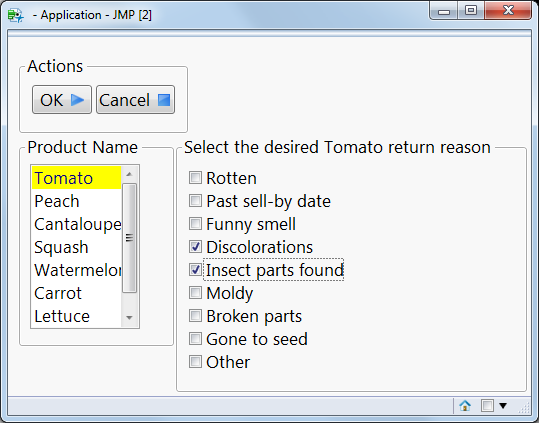 - Application - JMP [2]
Actions
OK
Cancel
Product Name
Tomato
Peach
Cantaloupe
Squash
Watermelon
Carrot
Lettuce
Select the desired Tomato return reason
Rotten
Past sell-by date
Funny smell
Discolorations
Insect parts found
Moldy
Broken parts
Gone to seed
Other